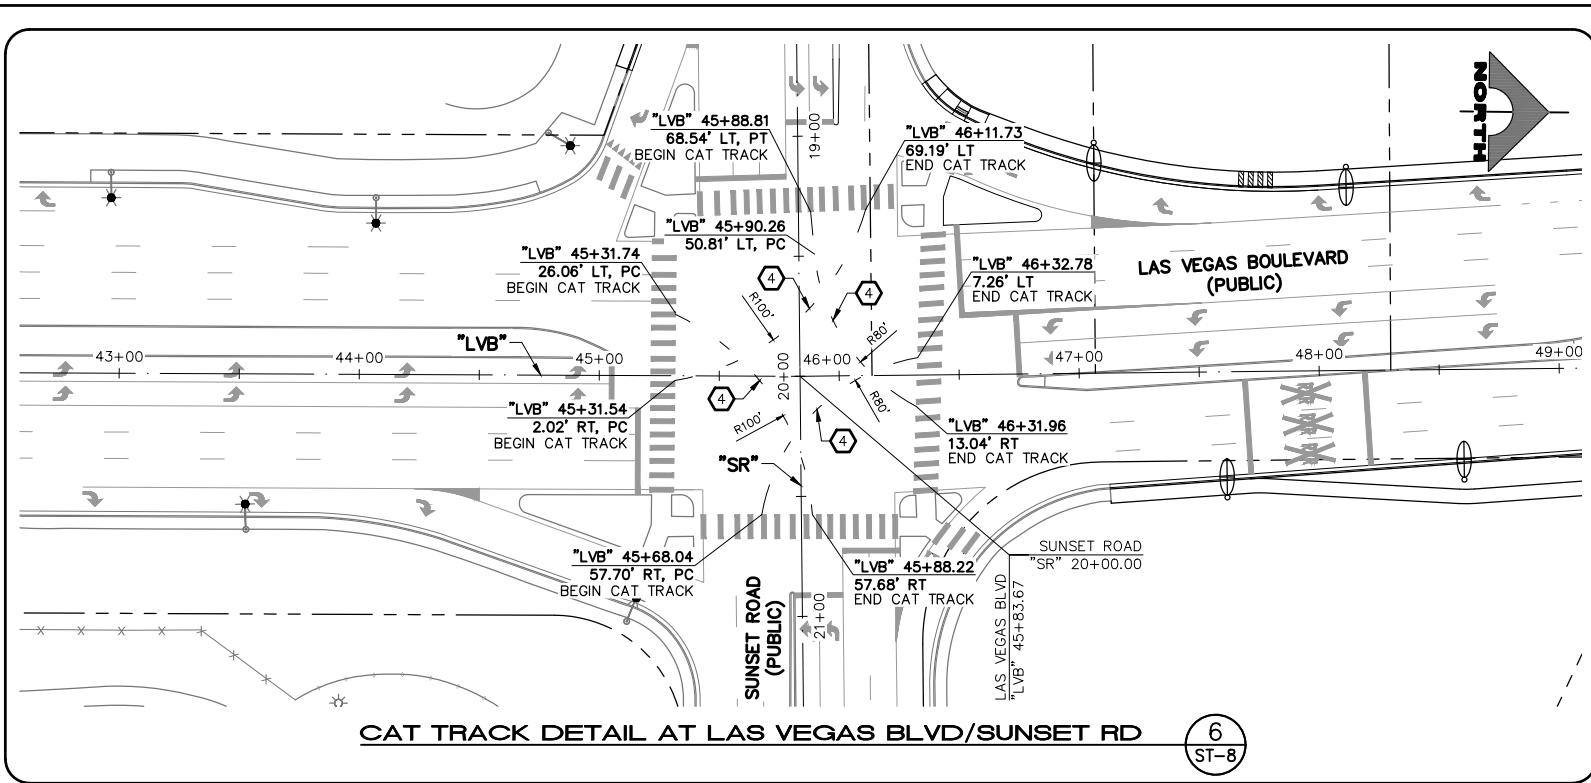 NORTH
"LVB" 45+88.81
68.54' LT, PT
BEGIN CAT TRACK
19+00
"LVB" 46+11.73
69.19' LT
END CAT TRACK
"LVB" 45+90.26
50.81' LT, PC
"LVB" 45+31.74
26.06' LT, PC
BEGIN CAT TRACK
"LVB" 46+32.78
7.26' LT
END CAT TRACK
LAS VEGAS BOULEVARD
(PUBLIC)
4
4
R100'
R80'
"LVB"
43+00
44+00
45+00
20+00
46+00
47+00
48+00
49+00
4
R80'
R100'
4
"LVB" 45+31.54
2.02' RT, PC
BEGIN CAT TRACK
"LVB" 46+31.96
13.04' RT
END CAT TRACK
"SR"
"LVB" 45+68.04
57.70' RT, PC
BEGIN CAT TRACK
"LVB" 45+88.22
57.68' RT
END CAT TRACK
SUNSET ROAD
"SR" 20+00.00
LAS VEGAS BLVD
"LVB" 45+83.67
SUNSET ROAD
(PUBLIC)
21+00
CAT TRACK DETAIL AT LAS VEGAS BLVD/SUNSET RD
6
ST-8